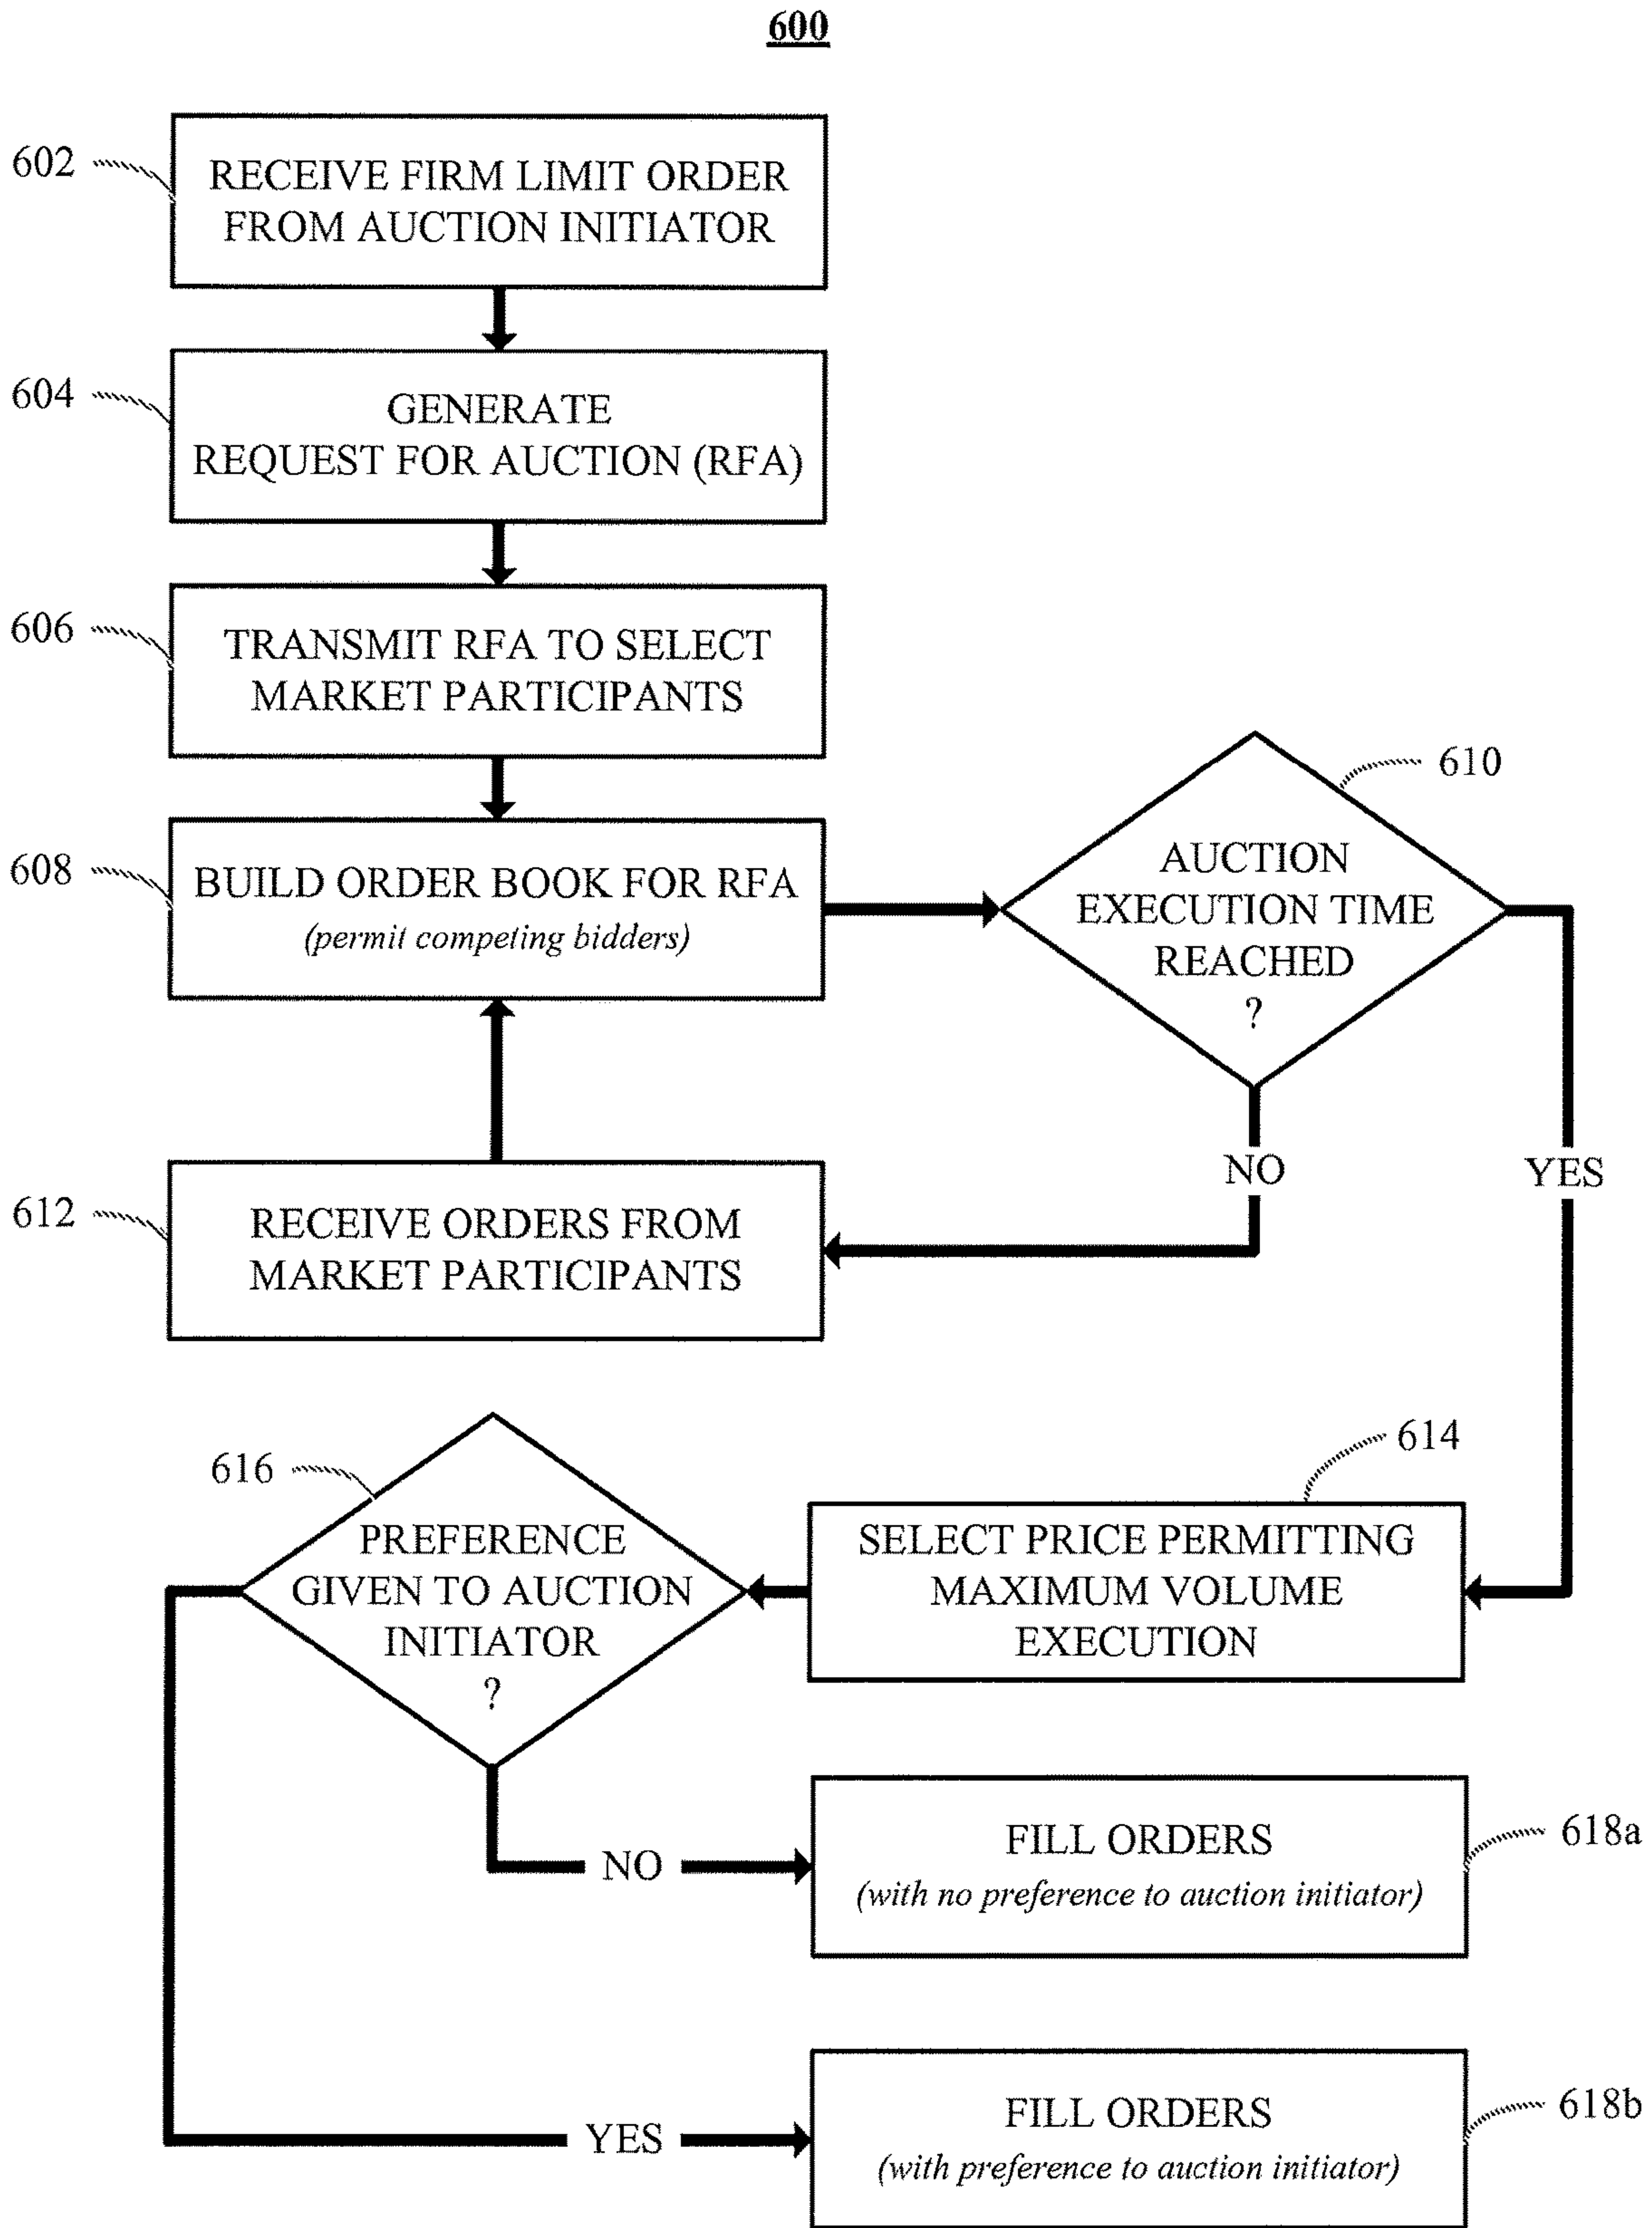 600
602
RECEIVE FIRM LIMIT ORDER
FROM AUCTION INITIATOR
604
GENERATE
REQUEST FOR AUCTION (RFA)
606
TRANSMIT RFA TO SELECT
MARKET PARTICIPANTS
608
BUILD ORDER BOOK FOR RFA
(permit competing bidders)
610
AUCTION
EXECUTION TIME
REACHED
?
NO
YES
612
RECEIVE ORDERS FROM
MARKET PARTICIPANTS
614
SELECT PRICE PERMITTING
MAXIMUM VOLUME
EXECUTION
616
PREFERENCE
GIVEN TO AUCTION
INITIATOR
?
NO
618a
FILL ORDERS
(with no preference to auction initiator)
YES
618b
FILL ORDERS
(with preference to auction initiator)